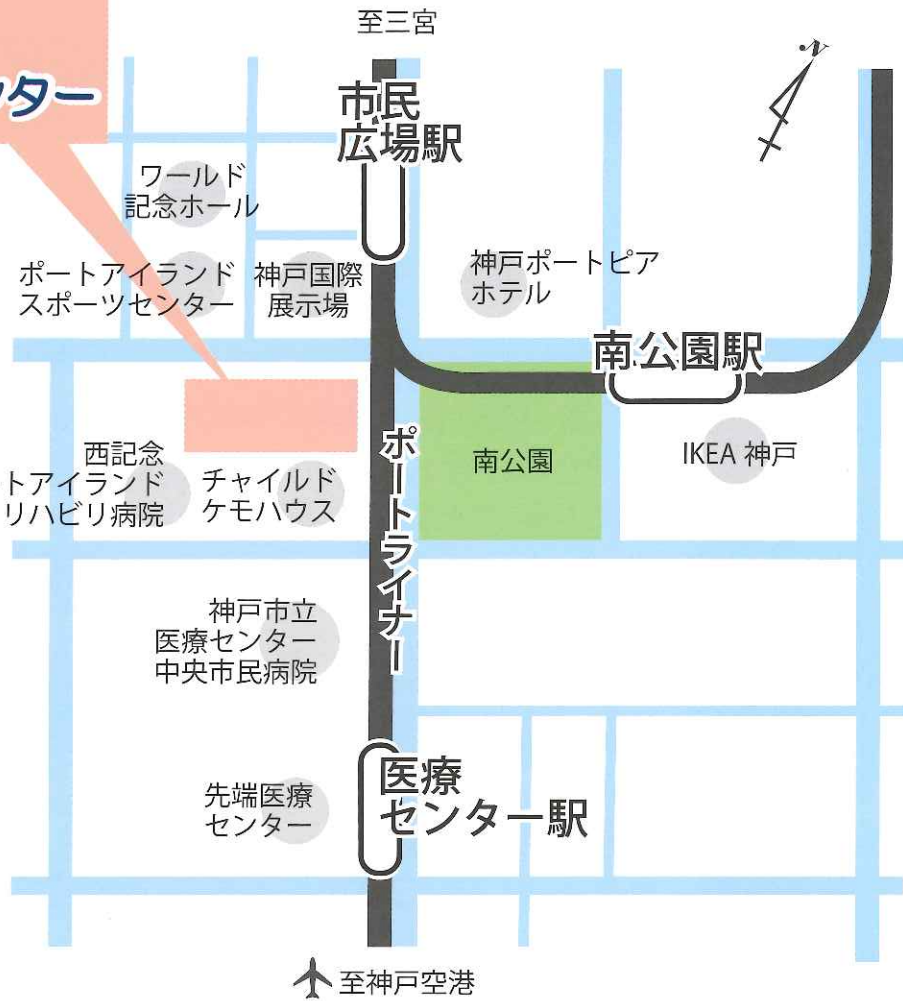 至三宮
N
ンター
市民
広場駅
ワールド
記念ホール
ポートアイランド
スポーツセンター
神戸国際
展示場
神戸ポートピア
ホテル
南公園駅
西記念
トアイランド
リハビリ病院
チャイルド
ケモハウス
ポートライナー
南公園
IKEA 神戸
神戸市立
医療センター
中央市民病院
先端医療
センター
医療
センター駅
至神戸空港